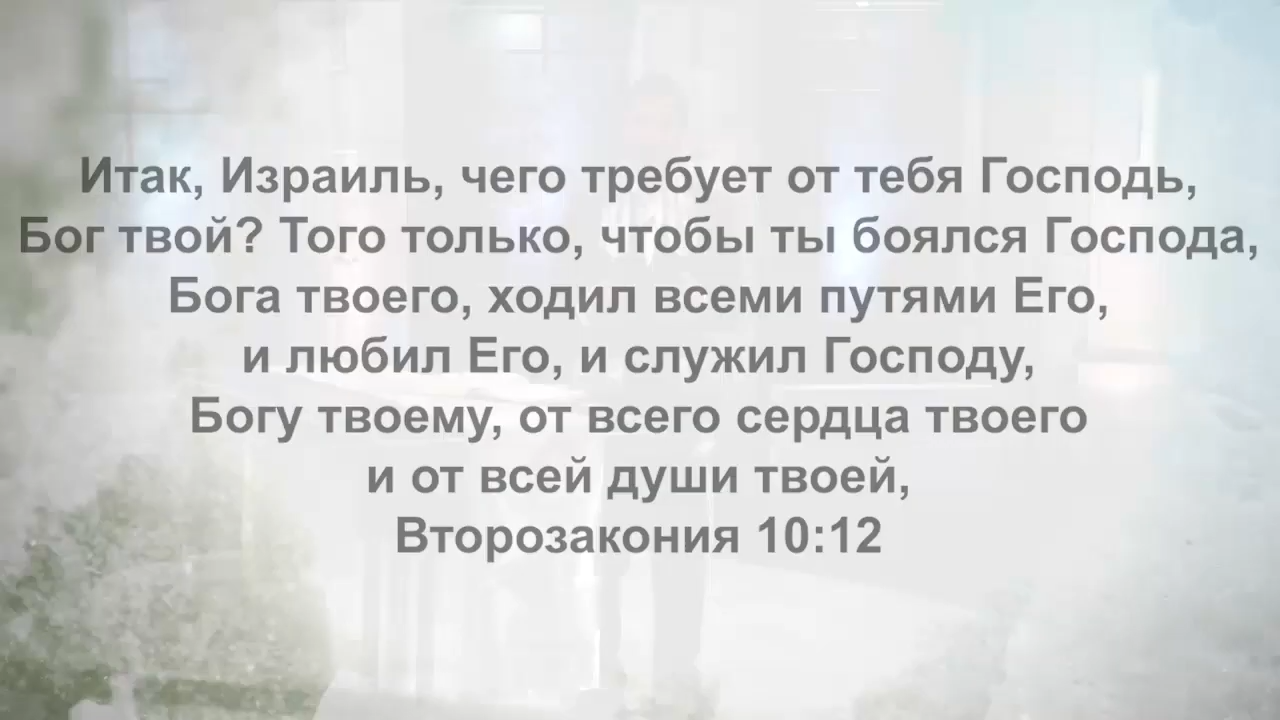 Итак, Израиль, чего требует от тебя Господь,
Бог твой? Того только, чтобы ты боялся Господа,
Бога твоего, ходил всеми путями Его,
и любил Его, и служил Господу,
Богу твоему, от всего сердца твоего
и от всей души твоей,
Второзакония 10:12